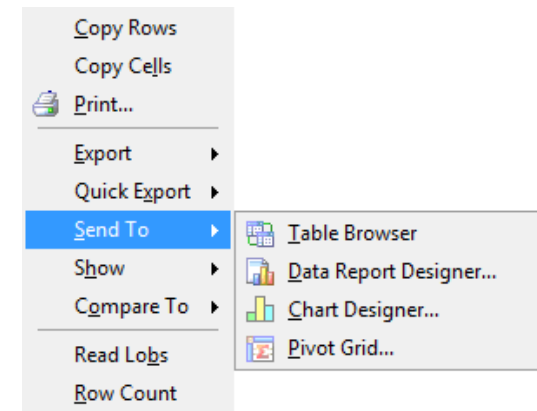 Copy Rows
Copy Cells
Print...
Export
Quick Export
Send To
Show
Compare To
Read Lobs
Row Count
Table Browser
Data Report Designer...
Chart Designer...
Pivot Grid...